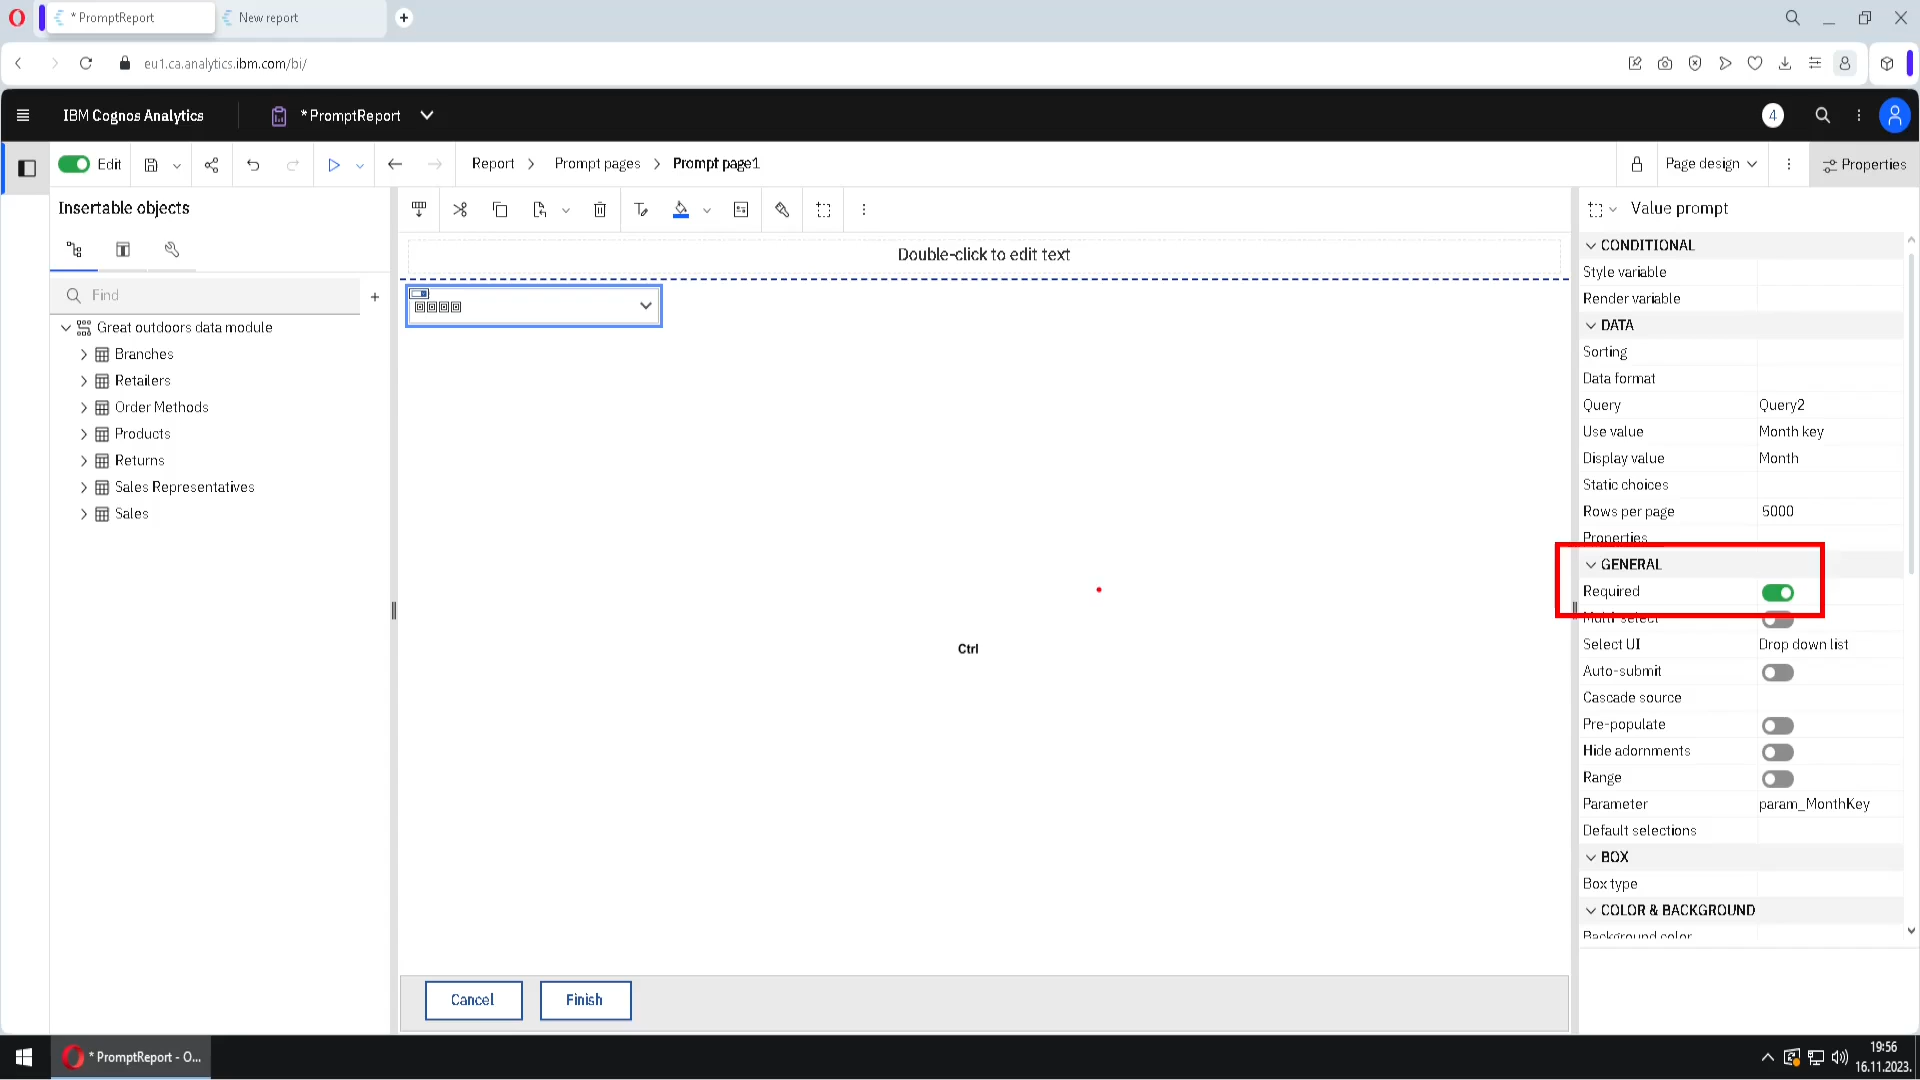 * PromptReport
New report
eu1.ca.analytics.ibm.com/bi/
IBM Cognos Analytics
* PromptReport
4
Edit
Report
Prompt pages
Prompt page1
Page design
Properties
Insertable objects
Find
Great outdoors data module
Branches
Retailers
Order Methods
Products
Returns
Sales Representatives
Sales
Double-click to edit text
Ctrl
Cancel
Finish
Value prompt
CONDITIONAL
Style variable
Render variable
DATA
Sorting
Data format
Query Query2
Use value Month key
Display value Month
Static choices
Rows per page 5000
Properties
GENERAL
Required
Multi-select
Select UI Drop down list
Auto-submit
Cascade source
Pre-populate
Hide adornments
Range
Parameter param_MonthKey
Default selections
BOX
Box type
COLOR & BACKGROUND
Background color
* PromptReport - O...
19:56
16.11.2023.